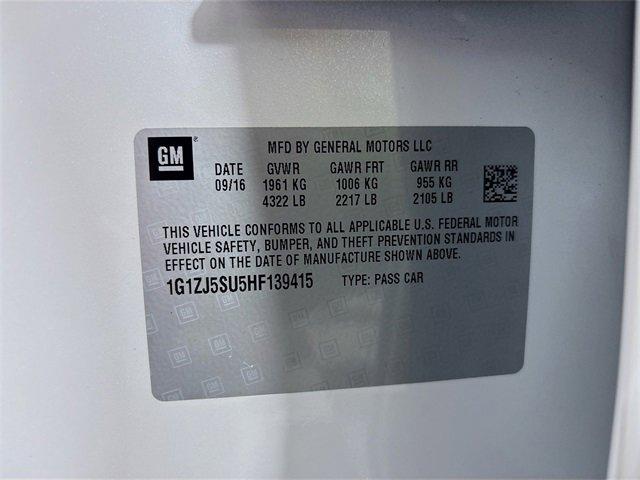 GM ®
MFD BY GENERAL MOTORS LLC
DATE GVWR GAWR FRT GAWR RR
09/16 1961 KG 1006 KG 955 KG
4322 LB 2217 LB 2105 LB
THIS VEHICLE CONFORMS TO ALL APPLICABLE U.S. FEDERAL MOTOR
VEHICLE SAFETY, BUMPER, AND THEFT PREVENTION STANDARDS IN
EFFECT ON THE DATE OF MANUFACTURE SHOWN ABOVE.
1G1ZJ5SU5HF139415 TYPE: PASS CAR